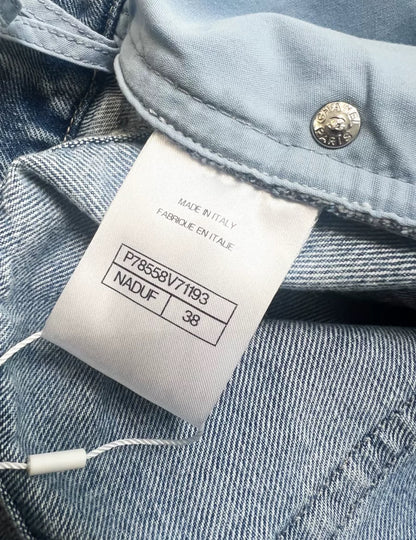 CHANEL
PARIS
MADE IN ITALY
FABRIQUE EN ITALIE
P78558V71193
NADUF 38